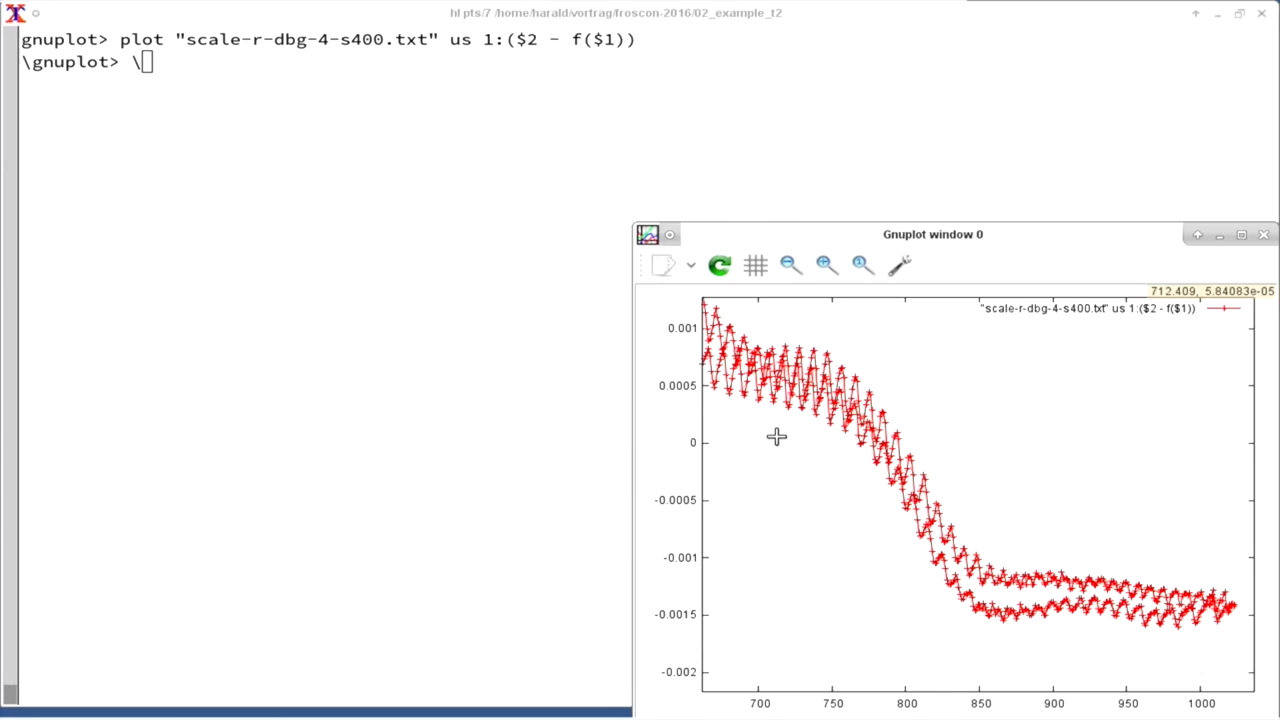 hl pts/7 /home/harald/vortrag/froscon-2016/02_example_t2
gnuplot> plot "scale-r-dbg-4-s400.txt" us 1:($2 - f($1))
\gnuplot> \
Gnuplot window 0
712.409, 5.84083e-05
"scale-r-dbg-4-s400.txt" us 1:($2 - f($1))
0.001
0.0005
0
-0.0005
-0.001
-0.0015
-0.002
700 750 800 850 900 950 1000